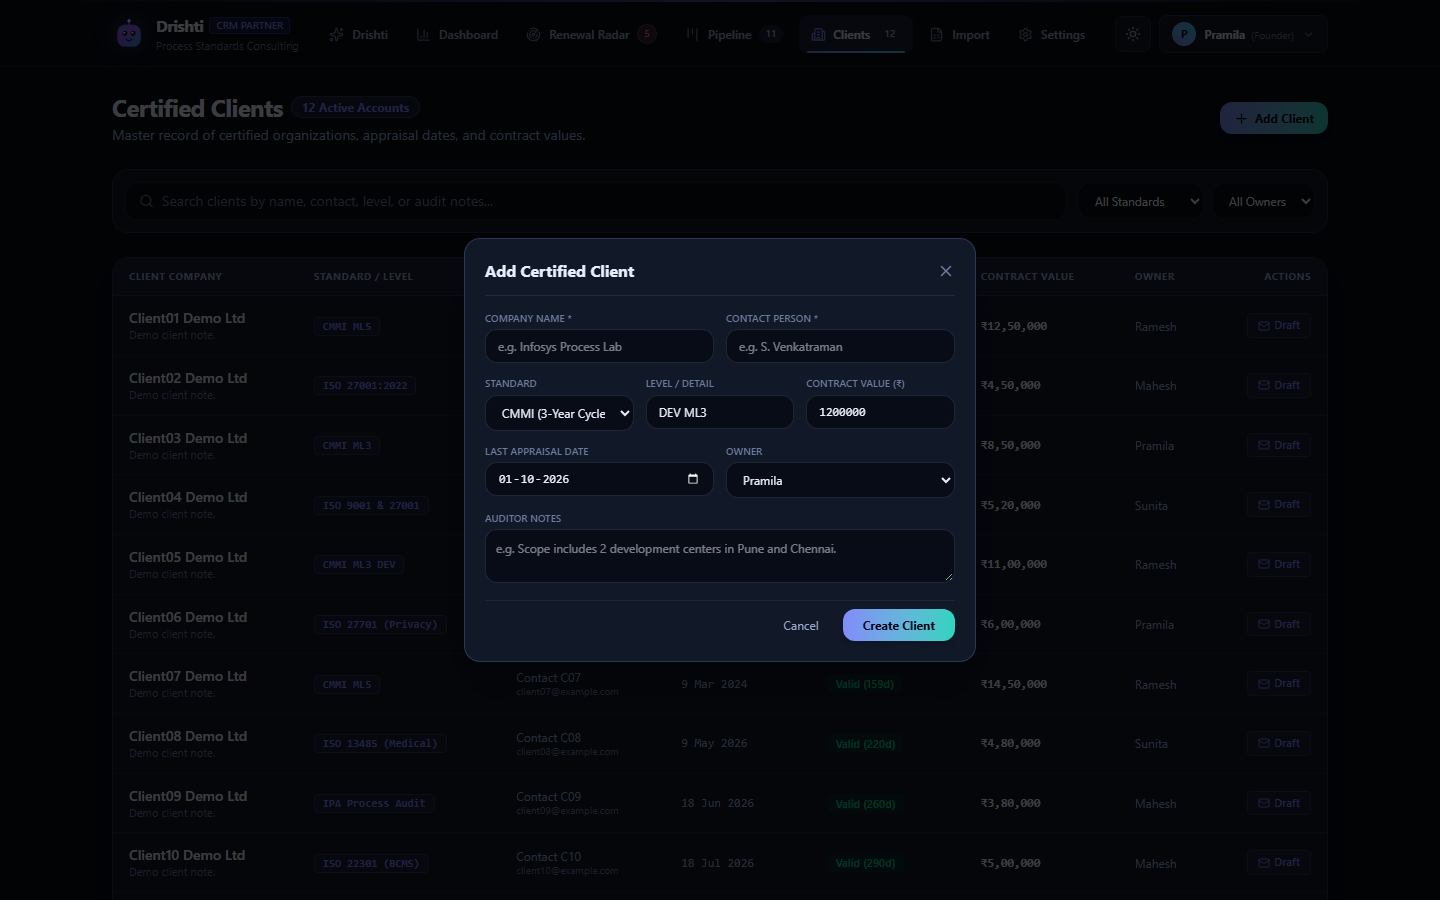 Drishti CRM PARTNER
Process Standards Consulting
Drishti
Dashboard
Renewal Radar 5
Pipeline 11
Clients 12
Import
Settings
P Pramila (Founder)
Certified Clients 12 Active Accounts
Master record of certified organizations, appraisal dates, and contract values.
+ Add Client
Search clients by name, contact, level, or audit notes...
All Standards
All Owners
CLIENT COMPANY STANDARD / LEVEL CONTRACT VALUE OWNER ACTIONS
Client01 Demo Ltd
Demo client note.
CMMI ML5
₹12,50,000
Ramesh
Draft
Client02 Demo Ltd
Demo client note.
ISO 27001:2022
₹4,50,000
Mahesh
Draft
Client03 Demo Ltd
Demo client note.
CMMI ML3
₹8,50,000
Pramila
Draft
Client04 Demo Ltd
Demo client note.
ISO 9001 & 27001
₹5,20,000
Sunita
Draft
Client05 Demo Ltd
Demo client note.
CMMI ML3 DEV
₹11,00,000
Ramesh
Draft
Client06 Demo Ltd
Demo client note.
ISO 27701 (Privacy)
₹6,00,000
Pramila
Draft
Client07 Demo Ltd
Demo client note.
CMMI ML5
Contact C07
client07@example.com
9 Mar 2024
Valid (159d)
₹14,50,000
Ramesh
Draft
Client08 Demo Ltd
Demo client note.
ISO 13485 (Medical)
Contact C08
client08@example.com
9 May 2026
Valid (220d)
₹4,80,000
Sunita
Draft
Client09 Demo Ltd
Demo client note.
IPA Process Audit
Contact C09
client09@example.com
18 Jun 2026
Valid (260d)
₹3,80,000
Mahesh
Draft
Client10 Demo Ltd
Demo client note.
ISO 22301 (BCMS)
Contact C10
client10@example.com
18 Jul 2026
Valid (290d)
₹5,00,000
Mahesh
Draft
Add Certified Client
COMPANY NAME * CONTACT PERSON *
e.g. Infosys Process Lab e.g. S. Venkatraman
STANDARD LEVEL / DETAIL CONTRACT VALUE (₹)
CMMI (3-Year Cycle DEV ML3 1200000
LAST APPRAISAL DATE OWNER
01-10-2026 Pramila
AUDITOR NOTES
e.g. Scope includes 2 development centers in Pune and Chennai.
Cancel Create Client